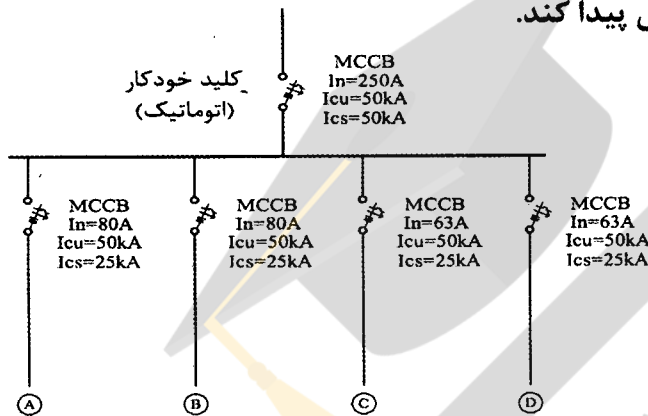 پیدا کند.
کلید خودکار
(اتوماتیک)
MCCB
In=250A
Icu=50kA
Ics=50kA
MCCB
In=80A
Icu=50kA
Ics=25kA
MCCB
In=80A
Icu=50kA
Ics=25kA
MCCB
In=63A
Icu=50kA
Ics=25kA
MCCB
In=63A
Icu=50kA
Ics=25kA
A
B
C
D